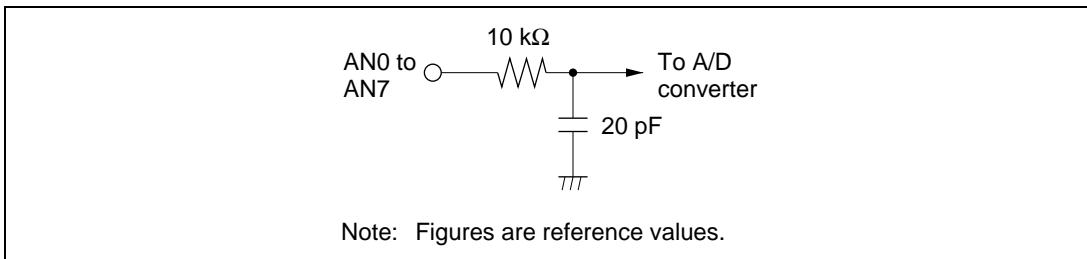 10 kΩ
AN0 to
AN7
To A/D
converter
20 pF
Note: Figures are reference values.